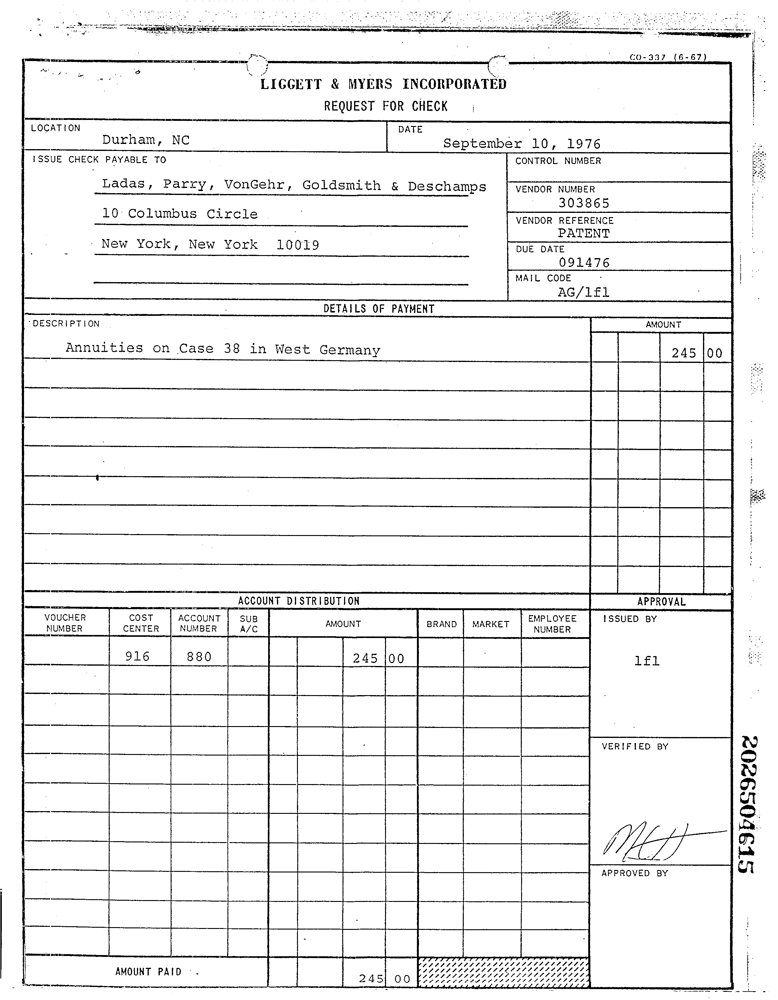 CO-337 (6-67)
LIGGETT & MYERS INCORPORATED
REQUEST FOR CHECK
LOCATION
Durham, NC
DATE
September 10, 1976
ISSUE CHECK PAYABLE TO
Ladas, Parry, VonGehr, Goldsmith & Deschamps
10 Columbus Circle
New York, New York 10019
CONTROL NUMBER
VENDOR NUMBER
303865
VENDOR REFERENCE
PATENT
DUE DATE
091476
MAIL CODE
AG/lfl
DETAILS OF PAYMENT
DESCRIPTION
AMOUNT
Annuities on Case 38 in West Germany 245 00
ACCOUNT DISTRIBUTION
APPROVAL
VOUCHER NUMBER
COST CENTER
ACCOUNT NUMBER
SUB A/C
AMOUNT
BRAND
MARKET
EMPLOYEE NUMBER
ISSUED BY
916 880 245 00
lfl
VERIFIED BY
APPROVED BY
AMOUNT PAID 245 00
2026504615